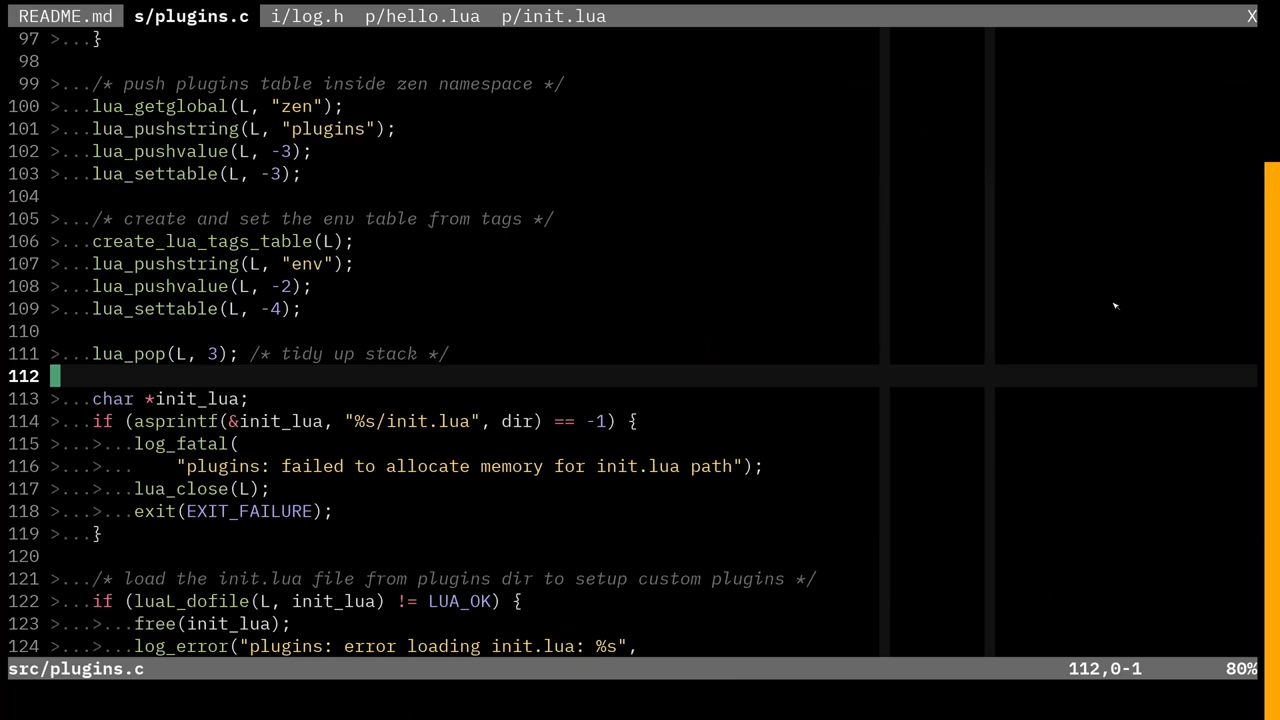 README.md s/plugins.c i/log.h p/hello.lua p/init.lua X
97 >...}
98
99 >.../* push plugins table inside zen namespace */
100 >...lua_getglobal(L, "zen");
101 >...lua_pushstring(L, "plugins");
102 >...lua_pushvalue(L, -3);
103 >...lua_settable(L, -3);
104
105 >.../* create and set the env table from tags */
106 >...create_lua_tags_table(L);
107 >...lua_pushstring(L, "env");
108 >...lua_pushvalue(L, -2);
109 >...lua_settable(L, -4);
110
111 >...lua_pop(L, 3); /* tidy up stack */
112
113 >...char *init_lua;
114 >...if (asprintf(&init_lua, "%s/init.lua", dir) == -1) {
115 >...>...log_fatal(
116 >...>...    "plugins: failed to allocate memory for init.lua path");
117 >...>...lua_close(L);
118 >...>...exit(EXIT_FAILURE);
119 >...}
120
121 >.../* load the init.lua file from plugins dir to setup custom plugins */
122 >...if (luaL_dofile(L, init_lua) != LUA_OK) {
123 >...>...free(init_lua);
124 >...>...log_error("plugins: error loading init.lua: %s",
src/plugins.c 112,0-1 80%